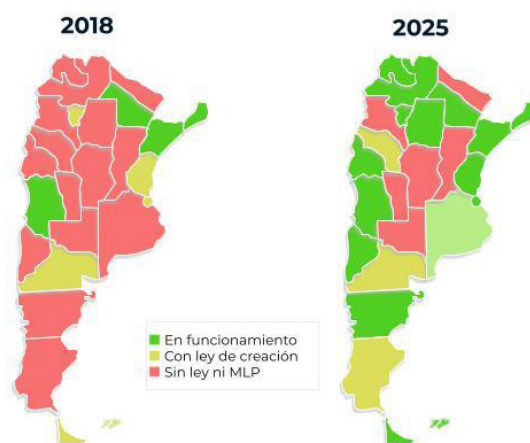 2018
2025
En funcionamiento
Con ley de creación
Sin ley ni MLP